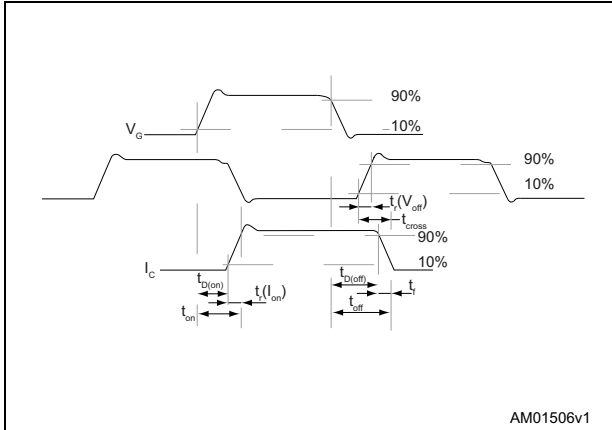 90%
V_G
10%
90%
10%
t_r(V_off)
t_cross
90%
I_C
10%
t_D(on)
t_D(off)
t_f
t_r(I_on)
t_on
t_off
AM01506v1